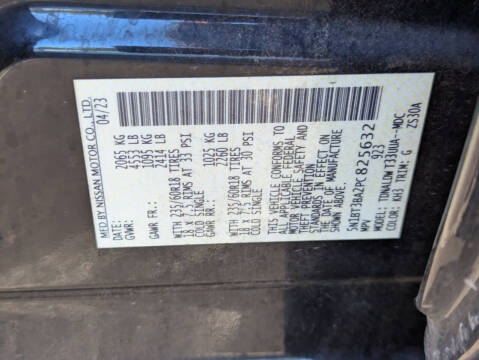 MFD BY NISSAN MOTOR CO., LTD.
04/23
GVWR: 2065 KG
4553 LB
GAWR FR.: 1095 KG
2414 LB
WITH 235/60R18 TIRES
18 X 7.5 RIMS AT 33 PSI
COLD SINGLE
GAWR RR.: 1025 KG
2260 LB
WITH 235/60R18 TIRES
18 X 7.5 RIMS AT 30 PSI
COLD SINGLE
THIS VEHICLE CONFORMS TO
ALL APPLICABLE FEDERAL
MOTOR VEHICLE SAFETY AND
THEFT PREVENTION
STANDARDS IN EFFECT ON
THE DATE OF MANUFACTURE
SHOWN ABOVE
5N1BT3BA2PC825632
MPV 923
MODEL: TONALDW T33UUA--MDC
COLOR: KH3 TRIM: G ZS30A